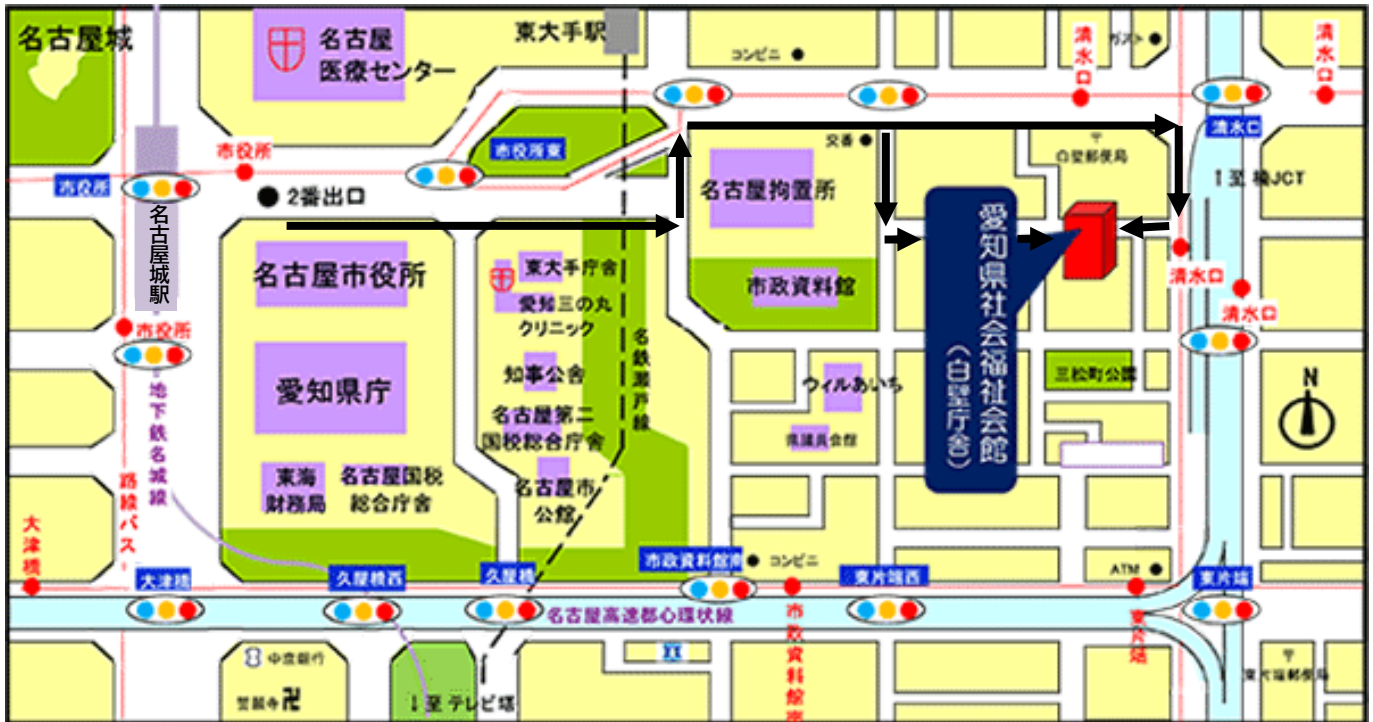 名古屋城
名古屋
医療センター
東大手駅
コンビニ
清水口
ガスト
清水口
清水口
市役所
市役所東
市役所
2番出口
交番
〒
白壁郵便局
名古屋拘置所
↑至 楠JCT
名古屋城駅
名古屋市役所
東大手庁舎
愛知三の丸
クリニック
市政資料館
愛知県社会福祉会館
(白壁庁舎)
清水口
清水口
市役所
名鉄瀬戸線
知事公舎
愛知県庁
ウィルあいち
三松町公園
N
地下鉄名城線
名古屋第二
国税総合庁舎
県議員会館
東海
財務局
名古屋国税
総合庁舎
名古屋市
公館
路線バス
大津橋
大津橋
久屋橋西
久屋橋
市政資料館南
コンビニ
東片端西
ATM
東片端
名古屋高速都心環状線
市政資料館南
東片端
中京銀行
↓至 テレビ塔
〒
東片端郵便局